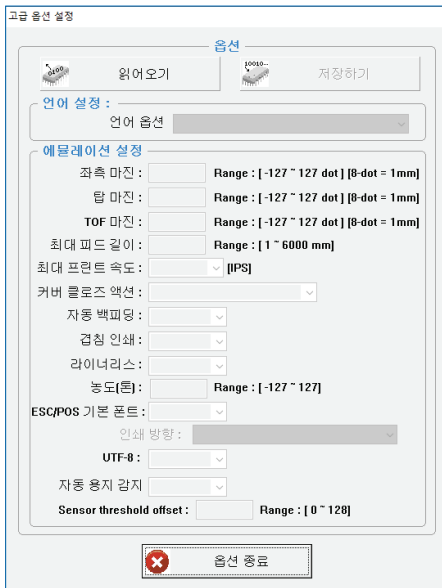 고급 옵션 설정
옵션
0100 읽어오기 10010... 저장하기
언어 설정 :
언어 옵션
에뮬레이션 설정
좌측 마진 : Range : [ -127 ~ 127 dot ] [8-dot = 1mm]
탑 마진 : Range : [ -127 ~ 127 dot ] [8-dot = 1mm]
TOF 마진 : Range : [ -127 ~ 127 dot ] [8-dot = 1mm]
최대 피드 길이 : Range : [ 1 ~ 6000 mm]
최대 프린트 속도 : [IPS]
커버 클로즈 액션 :
자동 백피딩 :
겹침 인쇄 :
라이너리스 :
농도(톤) : Range : [ -127 ~ 127]
ESC/POS 기본 폰트 :
인쇄 방향 :
UTF-8 :
자동 용지 감지
Sensor threshold offset : Range : [ 0 ~ 128]
옵션 종료